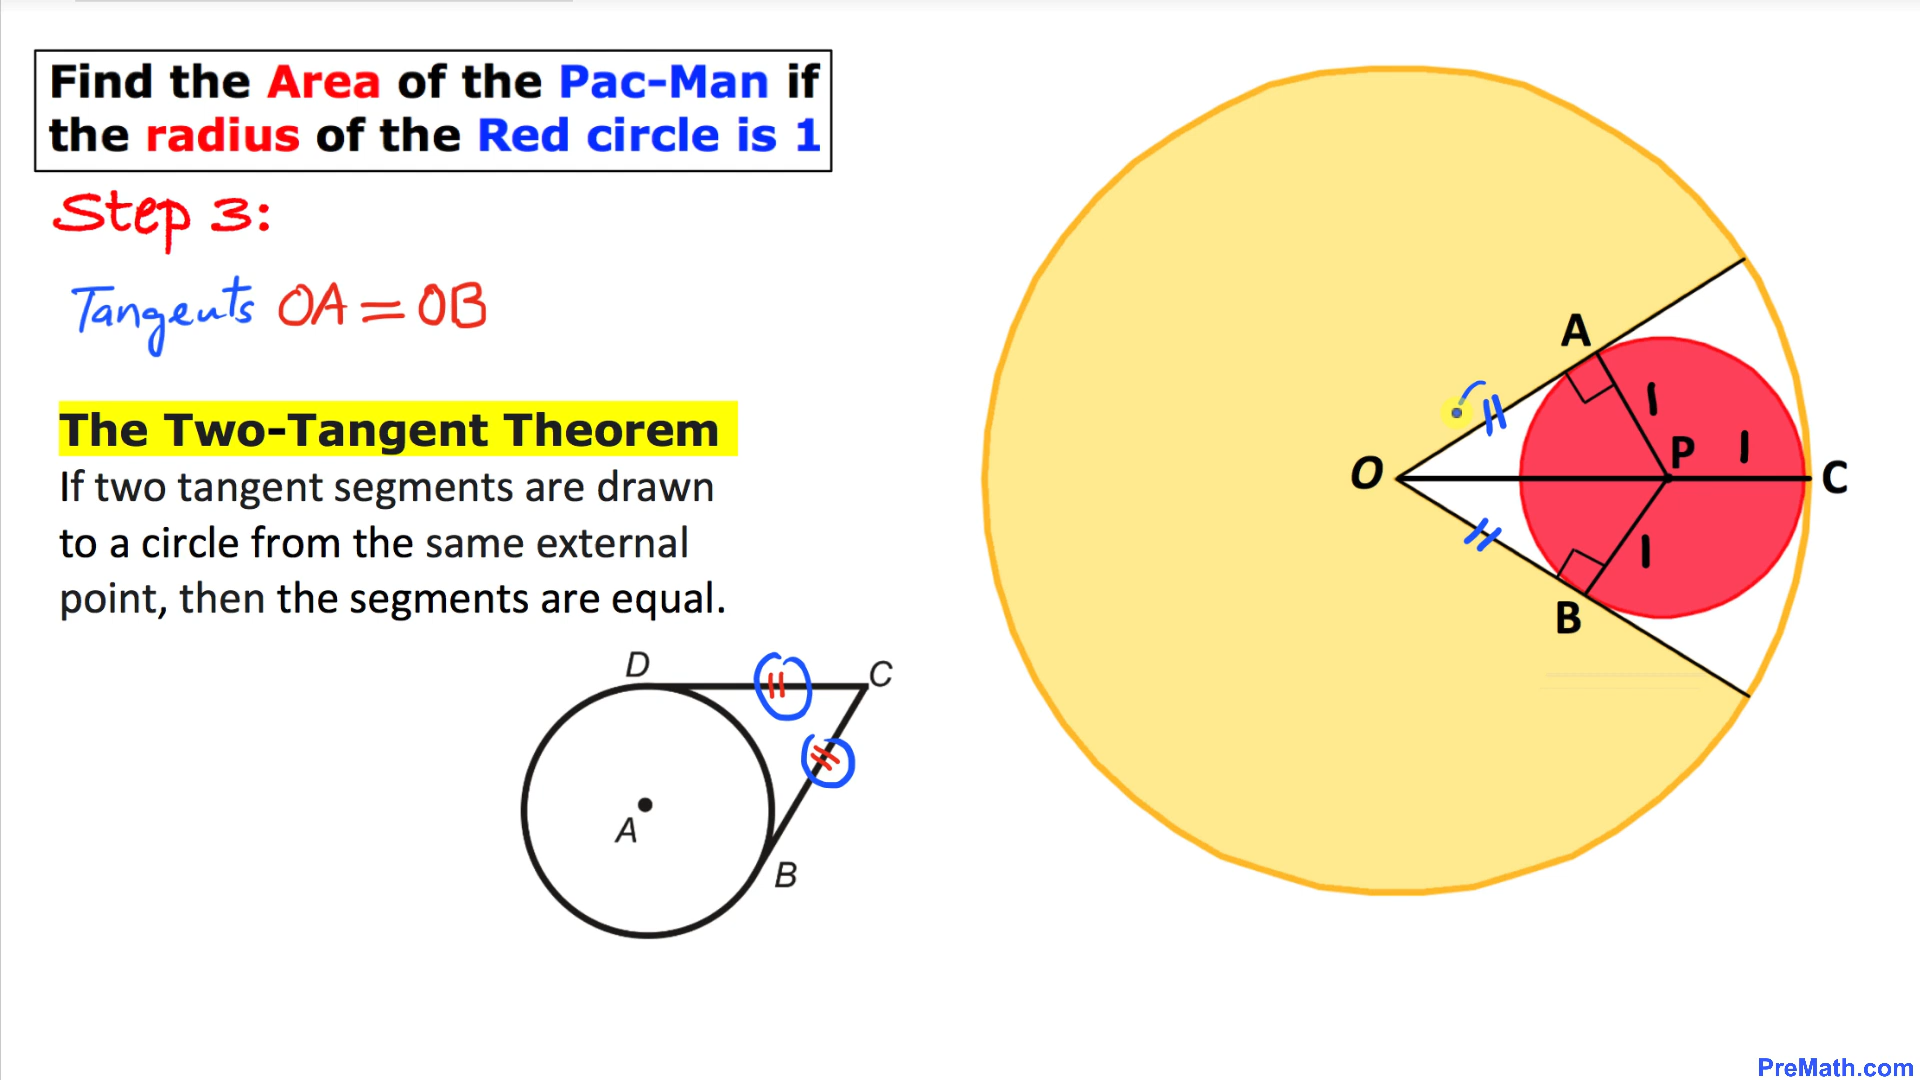 Find the Area of the Pac-Man if
the radius of the Red circle is 1
Step 3:
Tangents OA = OB
The Two-Tangent Theorem
If two tangent segments are drawn
to a circle from the same external
point, then the segments are equal.
D
C
A
B
A
1
P
1
O
C
1
B
PreMath.com